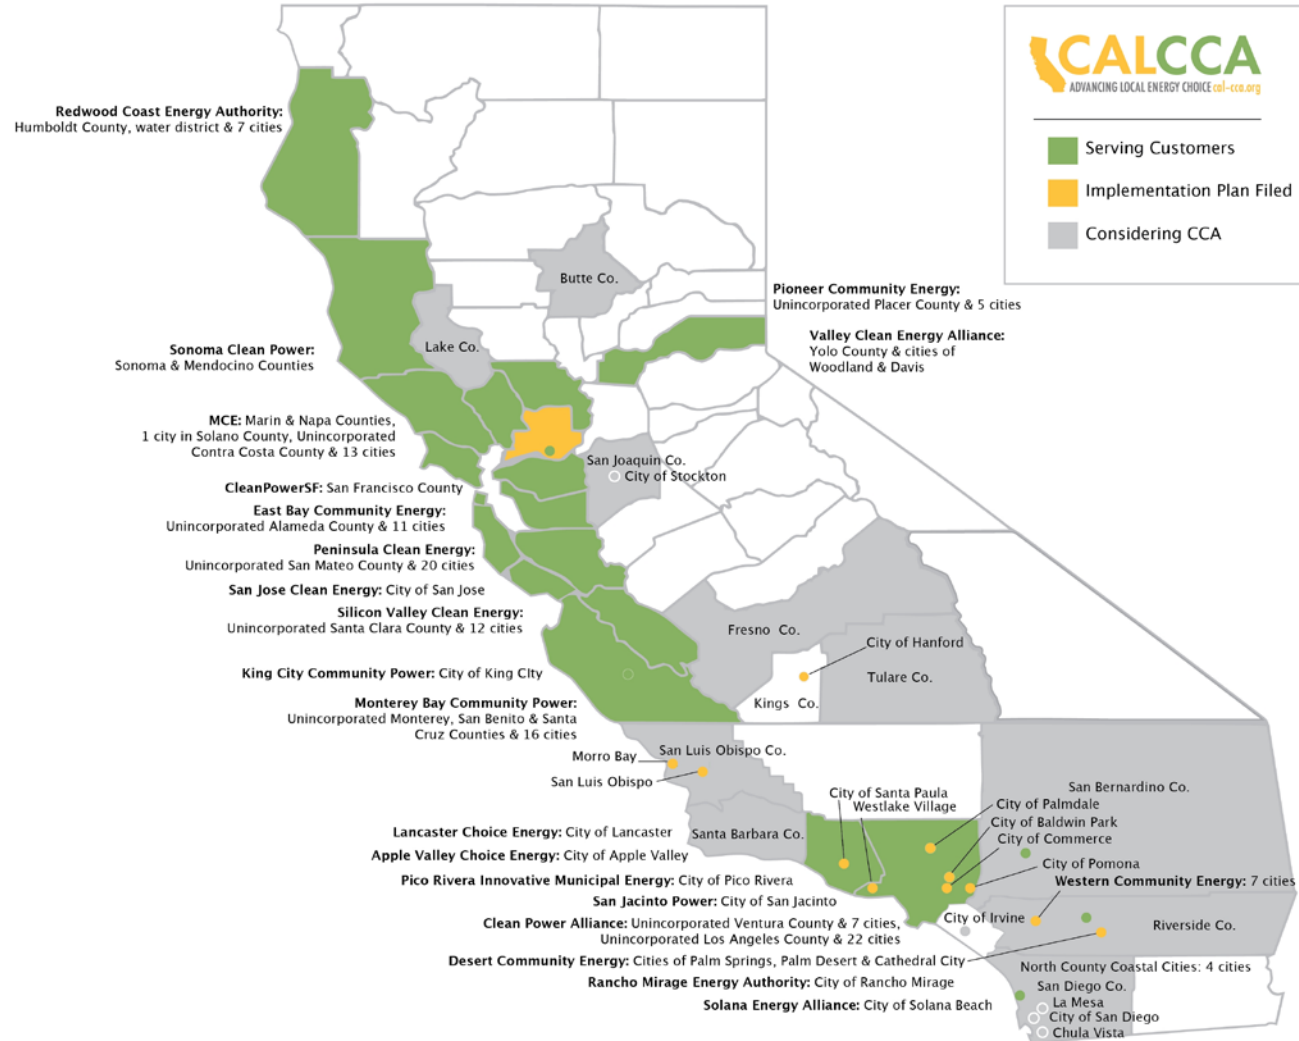 CALCCA
ADVANCING LOCAL ENERGY CHOICE cal-cca.org
Serving Customers
Implementation Plan Filed
Considering CCA
Redwood Coast Energy Authority:
Humboldt County, water district & 7 cities
Butte Co.
Pioneer Community Energy:
Unincorporated Placer County & 5 cities
Valley Clean Energy Alliance:
Yolo County & cities of
Woodland & Davis
Lake Co.
Sonoma Clean Power:
Sonoma & Mendocino Counties
MCE: Marin & Napa Counties,
1 city in Solano County, Unincorporated
Contra Costa County & 13 cities
San Joaquin Co.
City of Stockton
CleanPowerSF: San Francisco County
East Bay Community Energy:
Unincorporated Alameda County & 11 cities
Peninsula Clean Energy:
Unincorporated San Mateo County & 20 cities
San Jose Clean Energy: City of San Jose
Silicon Valley Clean Energy:
Unincorporated Santa Clara County & 12 cities
Fresno Co.
City of Hanford
Tulare Co.
Kings Co.
King City Community Power: City of King CIty
Monterey Bay Community Power:
Unincorporated Monterey, San Benito & Santa
Cruz Counties & 16 cities
Morro Bay
San Luis Obispo Co.
San Luis Obispo
San Bernardino Co.
City of Santa Paula
Westlake Village
City of Palmdale
City of Baldwin Park
City of Commerce
City of Pomona
Western Community Energy: 7 cities
Santa Barbara Co.
Lancaster Choice Energy: City of Lancaster
Apple Valley Choice Energy: City of Apple Valley
Pico Rivera Innovative Municipal Energy: City of Pico Rivera
San Jacinto Power: City of San Jacinto
Clean Power Alliance: Unincorporated Ventura County & 7 cities,
Unincorporated Los Angeles County & 22 cities
City of Irvine
Riverside Co.
Desert Community Energy: Cities of Palm Springs, Palm Desert & Cathedral City
Rancho Mirage Energy Authority: City of Rancho Mirage
Solana Energy Alliance: City of Solana Beach
North County Coastal Cities: 4 cities
San Diego Co.
La Mesa
City of San Diego
Chula Vista